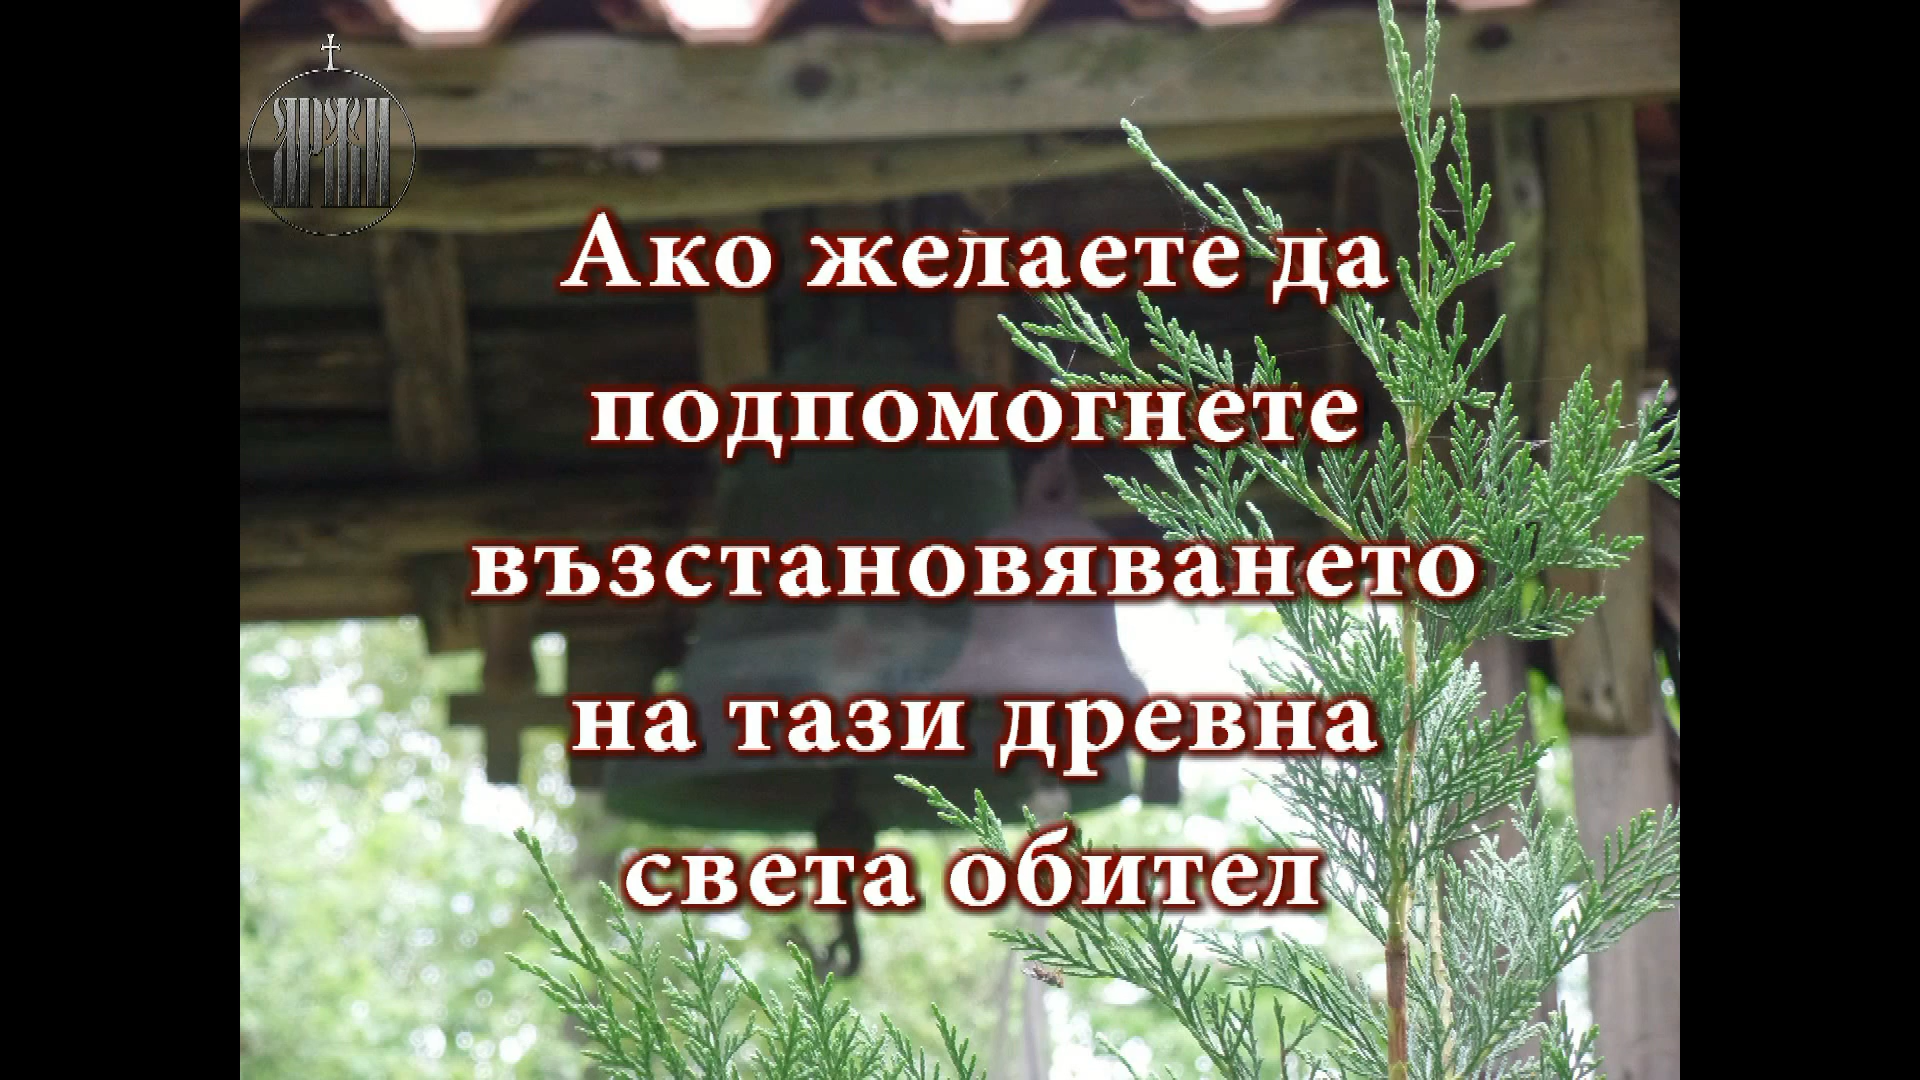 Ако желаете да
подпомогнете
възстановяването
на тази древна
света обител